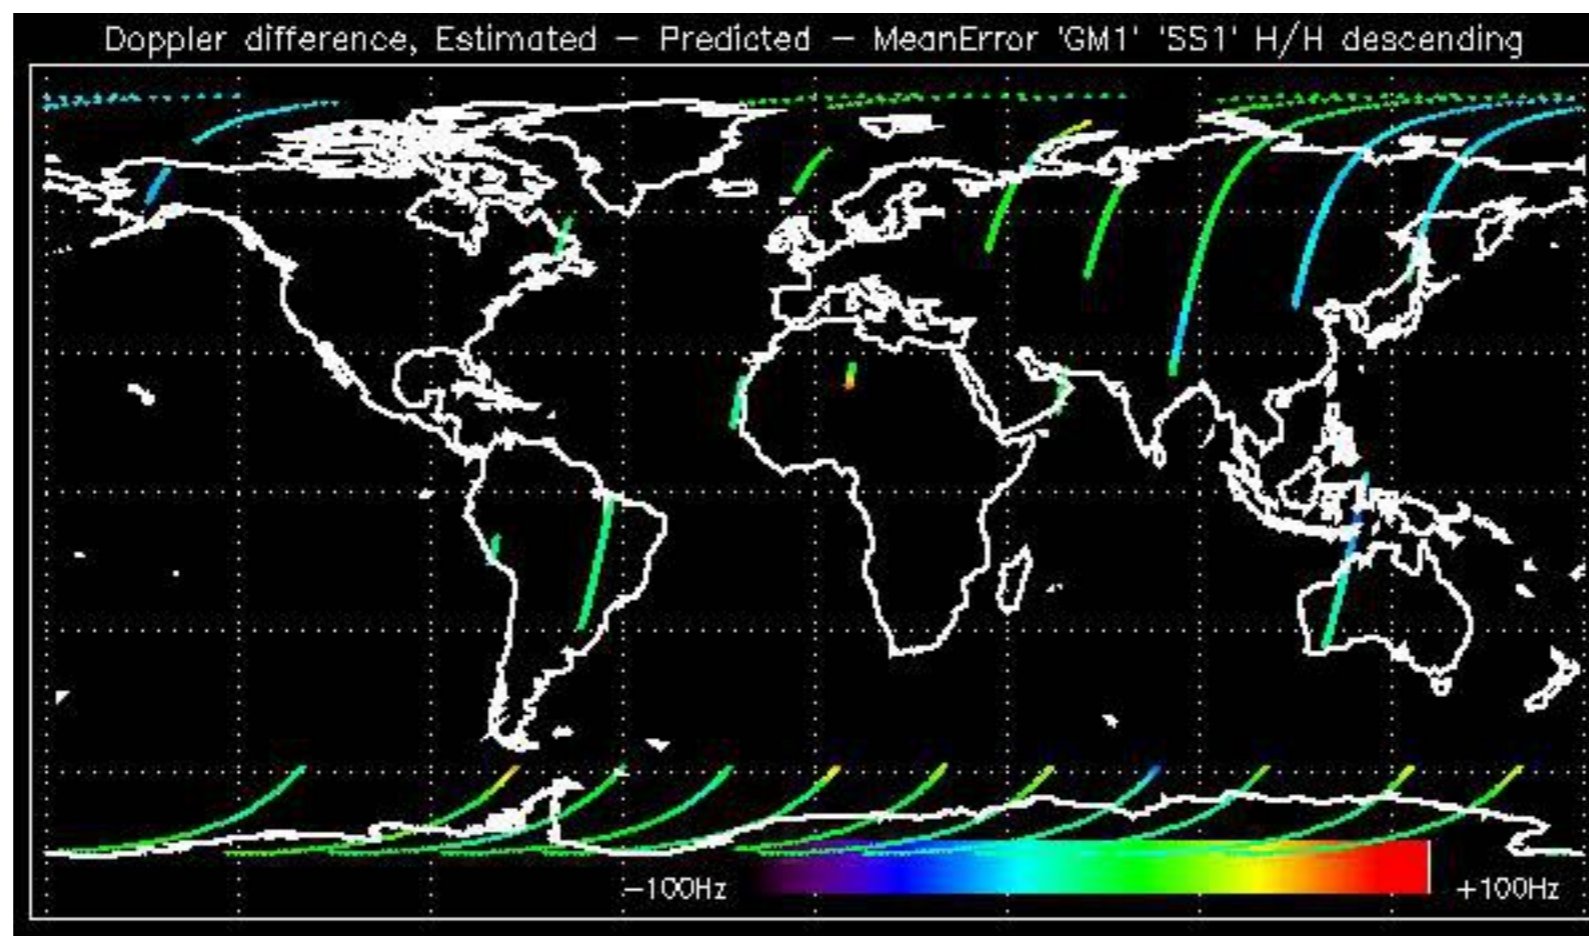 Doppler difference, Estimated – Predicted – MeanError 'GM1' 'SS1' H/H descending
−100Hz +100Hz